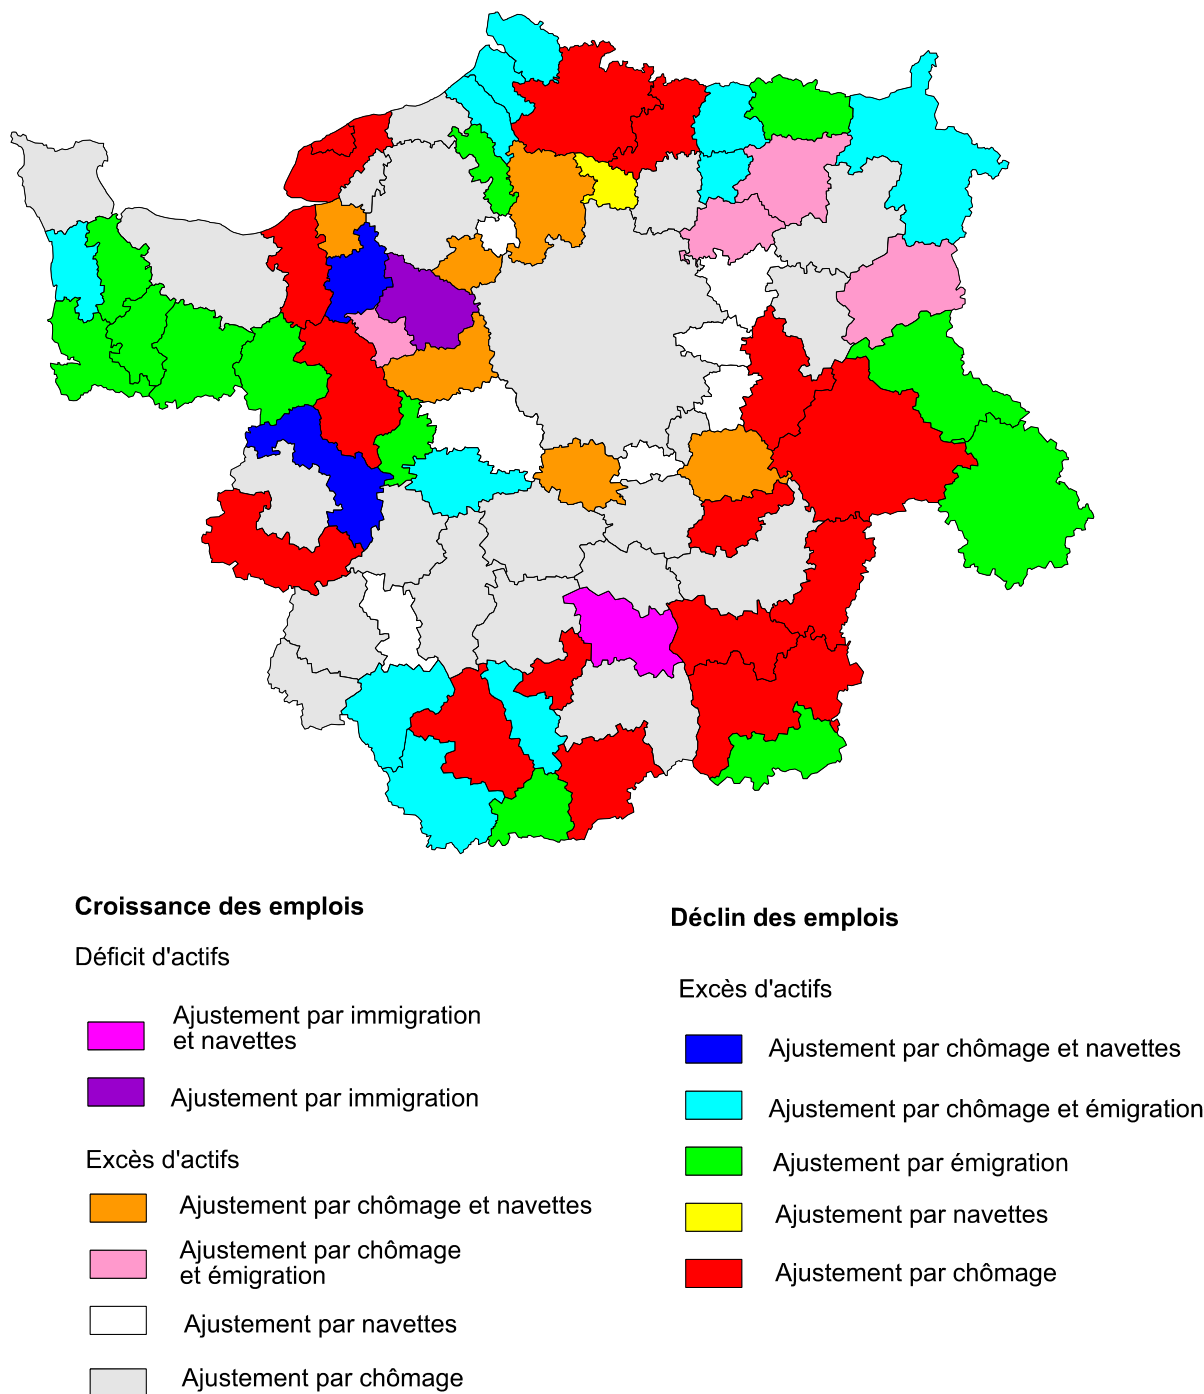 Croissance des emplois
Déficit d'actifs
Ajustement par immigration
et navettes
Ajustement par immigration
Excès d'actifs
Ajustement par chômage et navettes
Ajustement par chômage
et émigration
Ajustement par navettes
Ajustement par chômage
Déclin des emplois
Excès d'actifs
Ajustement par chômage et navettes
Ajustement par chômage et émigration
Ajustement par émigration
Ajustement par navettes
Ajustement par chômage